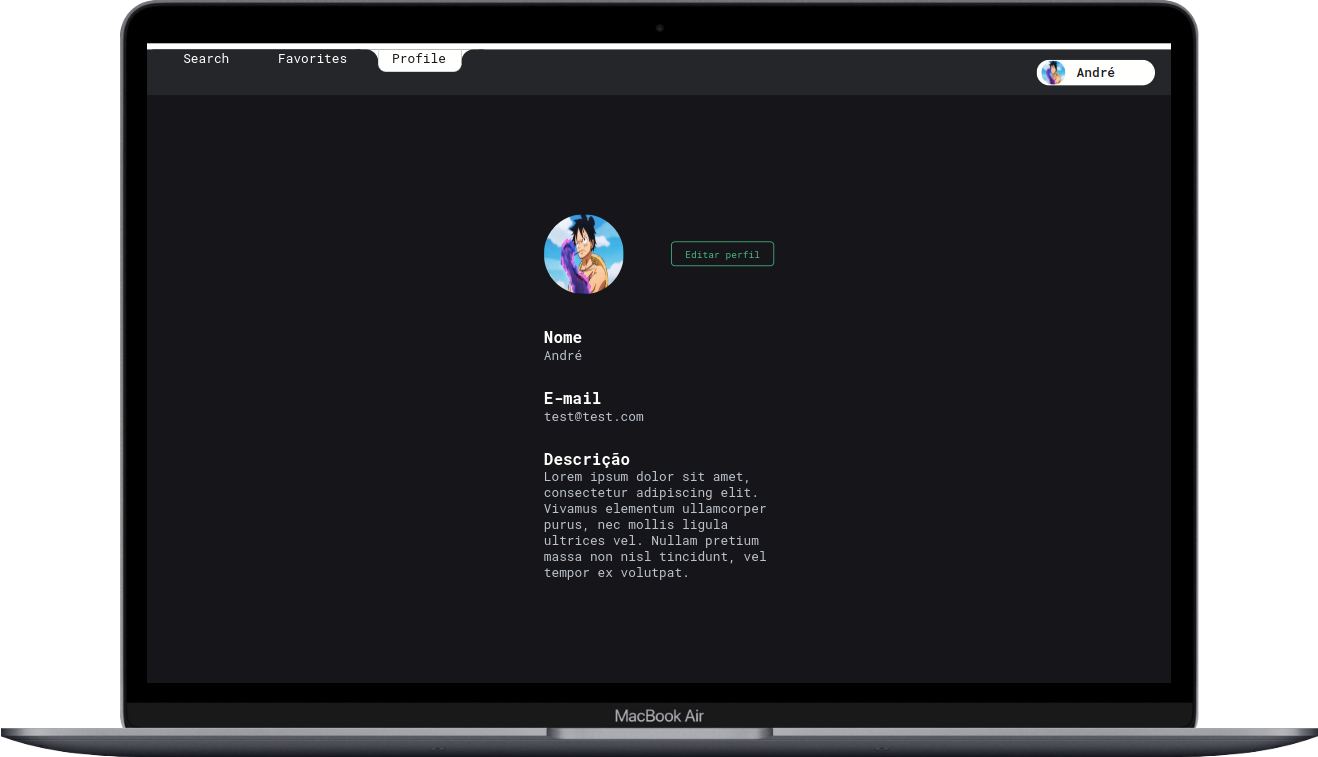 Search Favorites Profile
André
Editar perfil
Nome
André
E-mail
test@test.com
Descrição
Lorem ipsum dolor sit amet,
consectetur adipiscing elit.
Vivamus elementum ullamcorper
purus, nec mollis ligula
ultrices vel. Nullam pretium
massa non nisl tincidunt, vel
tempor ex volutpat.
MacBook Air